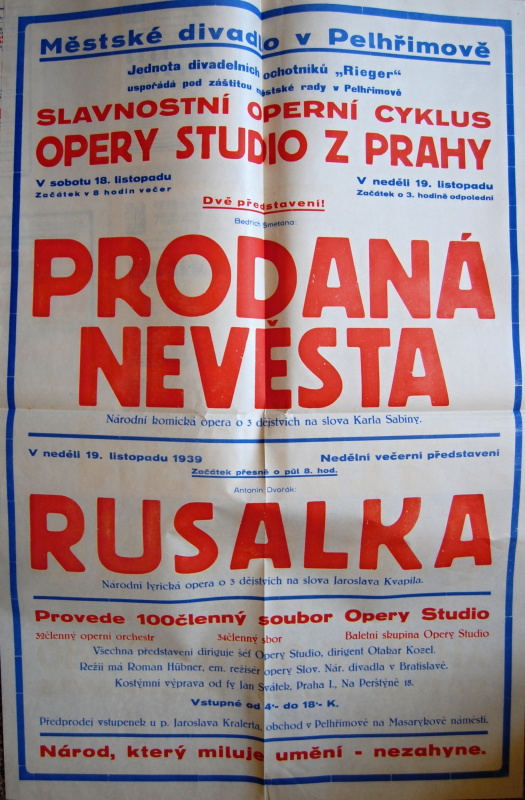 Městské divadlo v Pelhřimově
Jednota divadelních ochotníků „Rieger"
uspořádá pod záštitou městské rady v Pelhřimově
SLAVNOSTNÍ OPERNÍ CYKLUS
OPERY STUDIO Z PRAHY
V sobotu 18. listopadu
Začátek v 8 hodin večer
V neděli 19. listopadu
Začátek o 3. hodině odpolední
Dvě představení!
Bedřich Smetana:
PRODANÁ
NEVĚSTA
Národní komická opera o 3 dějstvích na slova Karla Sabiny.
V neděli 19. listopadu 1939
Nedělní večerní představení
Začátek přesně o půl 8. hod.
Antonín Dvořák:
RUSALKA
Národní lyrická opera o 3 dějstvích na slova Jaroslava Kvapila.
Provede 100členný soubor Opery Studio
32členný operní orchestr 34členný sbor Baletní skupina Opery Studio
Všechna představení diriguje šéf Opery Studio, dirigent Otakar Kozel.
Režii má Roman Hübner, em. režisér opery Slov. Nár. divadla v Bratislavě.
Kostýmní výprava od fy Jan Svátek, Praha I., Na Perštýně 18.
Vstupné od 4'- do 18'- K.
Předprodej vstupenek u p. Jaroslava Kralerta, obchod v Pelhřimově na Masarykově náměstí.
Národ, který miluje umění - nezahyne.